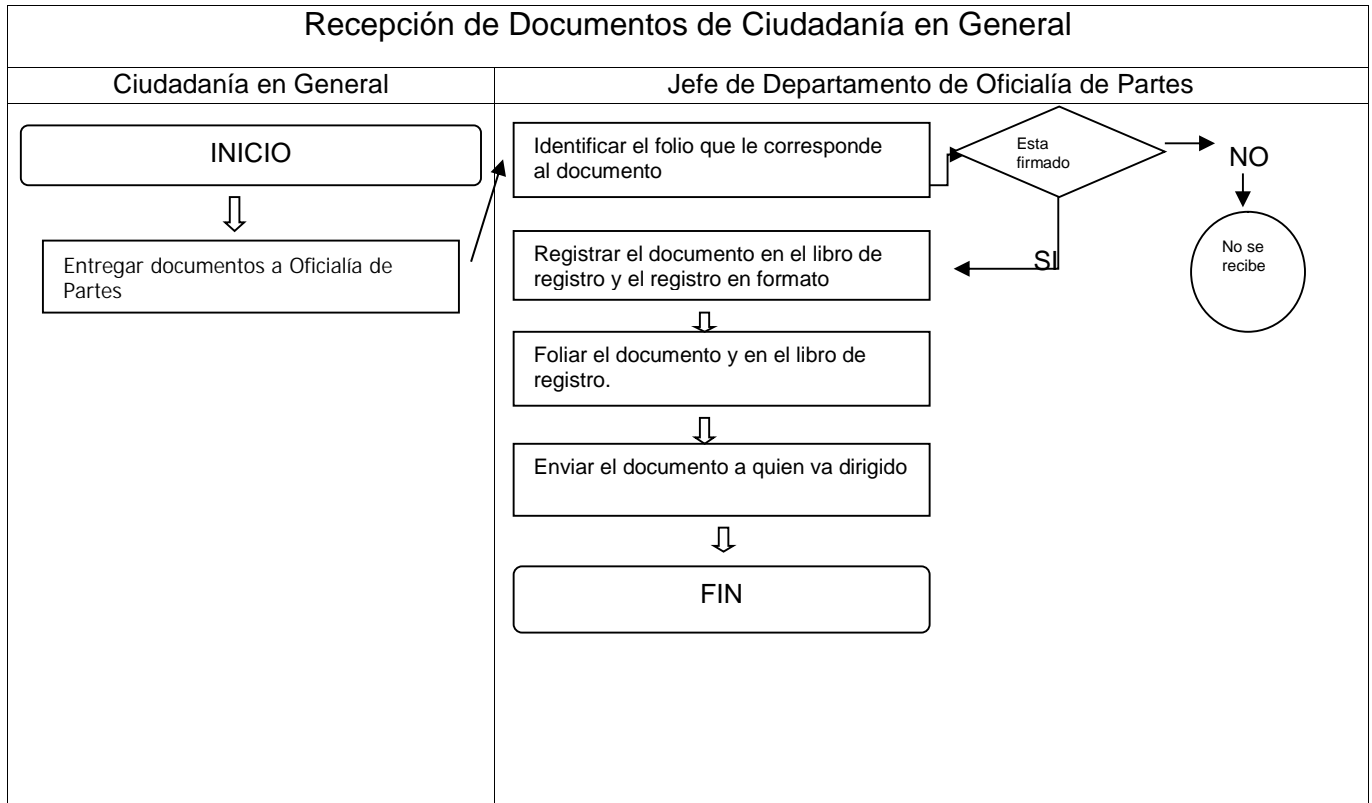 Recepción de Documentos de Ciudadanía en General
Ciudadanía en General
Jefe de Departamento de Oficialía de Partes
INICIO
Entregar documentos a Oficialía de
Partes
Identificar el folio que le corresponde
al documento
Esta
firmado
NO
No se
recibe
SI
Registrar el documento en el libro de
registro y el registro en formato
Foliar el documento y en el libro de
registro.
Enviar el documento a quien va dirigido
FIN